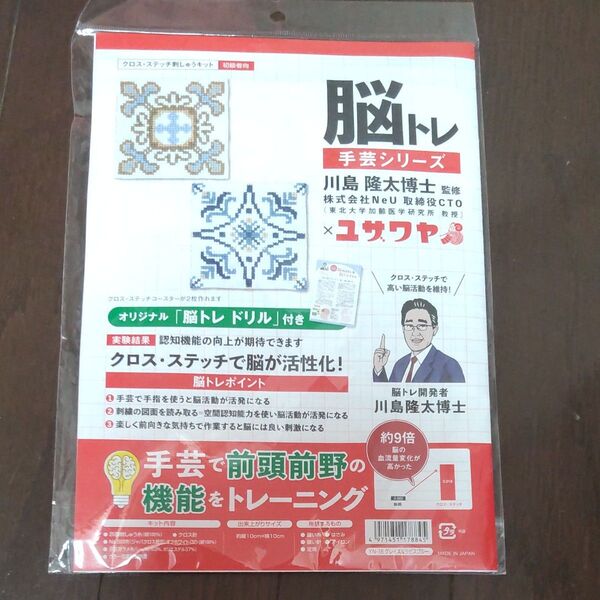 クロス・ステッチ刺しゅうキット 初級者向
脳トレ
手芸シリーズ
川島 隆太博士 監修
株式会社NeU 取締役CTO
(東北大学加齢医学研究所 教授)
×ユザワヤ
クロス・ステッチで
高い脳活動を維持!
クロス・ステッチコースターが2枚作れます
オリジナル「脳トレ ドリル」付き
実験結果 認知機能の向上が期待できます
クロス・ステッチで脳が活性化!
脳トレポイント
1 手芸で手指を使うと脳活動が活発になる
2 刺繍の図面を読み取る=空間認知能力を使い脳活動が活発になる
3 楽しく前向きな気持ちで作業すると脳には良い刺激になる
脳トレ開発者
川島隆太博士
約9倍
脳の
血流量変化が
高かった
安静
クロス・ステッチ
手芸で前頭前野の
機能をトレーニング
キット内容
出来上がりサイズ
約縦10cm×横10cm
4 971451 178845
MADE IN JAPAN